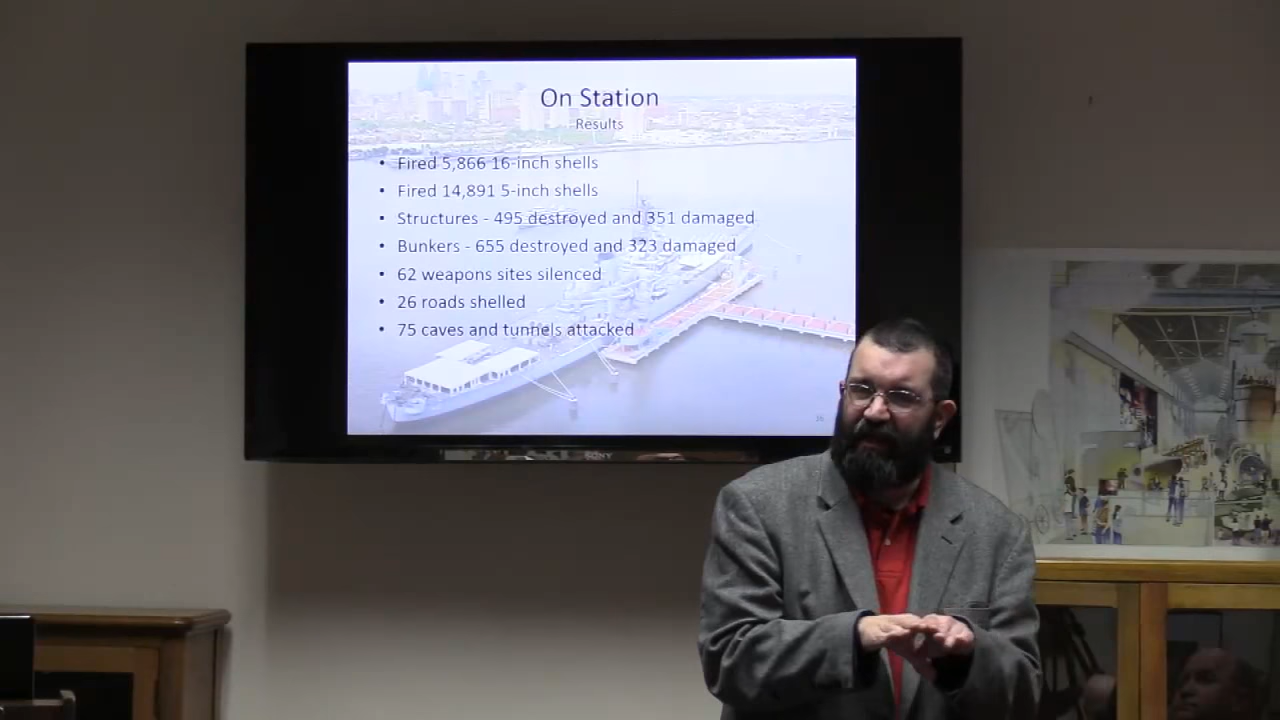 On Station
Results
• Fired 5,866 16-inch shells
• Fired 14,891 5-inch shells
• Structures - 495 destroyed and 351 damaged
• Bunkers - 655 destroyed and 323 damaged
• 62 weapons sites silenced
• 26 roads shelled
• 75 caves and tunnels attacked
36
SONY